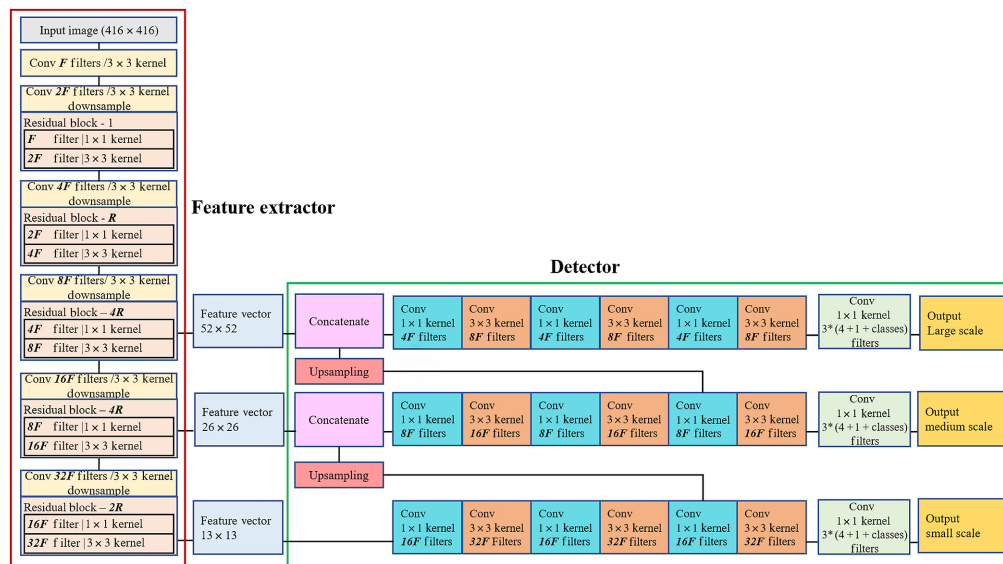 Input image (416 × 416)
Conv F filters /3 × 3 kernel
Conv 2F filters /3 × 3 kernel
downsample
Residual block - 1
F filter |1 × 1 kernel
2F filter |3 × 3 kernel
Conv 4F filters /3 × 3 kernel
downsample
Residual block - R
2F filter |1 × 1 kernel
4F filter |3 × 3 kernel
Conv 8F filters/ 3 × 3 kernel
downsample
Residual block – 4R
4F filter |1 × 1 kernel
8F filter |3 × 3 kernel
Conv 16F filters /3 × 3 kernel
downsample
Residual block – 4R
8F filter |1 × 1 kernel
16F filter |3 × 3 kernel
Conv 32F filters /3 × 3 kernel
downsample
Residual block – 2R
16F filter |1 × 1 kernel
32F filter |3 × 3 kernel
Feature extractor
Detector
Feature vector
52 × 52
Concatenate
Conv
1 × 1 kernel
4F filters
Conv
3 × 3 kernel
8F filters
Conv
1 × 1 kernel
4F filters
Conv
3 × 3 kernel
8F filters
Conv
1 × 1 kernel
4F filters
Conv
3 × 3 kernel
8F filters
Conv
1 × 1 kernel
3* (4 +1 + classes)
filters
Output
Large scale
Upsampling
Feature vector
26 × 26
Concatenate
Conv
1 × 1 kernel
8F filters
Conv
3 × 3 kernel
16F filters
Conv
1 × 1 kernel
8F filters
Conv
3 × 3 kernel
16F filters
Conv
1 × 1 kernel
8F filters
Conv
3 × 3 kernel
16F filters
Conv
1 × 1 kernel
3* (4 +1 + classes)
filters
Output
medium scale
Upsampling
Feature vector
13 × 13
Conv
1 × 1 kernel
16F filters
Conv
3 × 3 kernel
32F Filters
Conv
1 × 1 kernel
16F filters
Conv
3 × 3 kernel
32F filters
Conv
1 × 1 kernel
16F filters
Conv
3 × 3 kernel
32F filters
Conv
1 × 1 kernel
3* (4 +1 + classes)
filters
Output
small scale